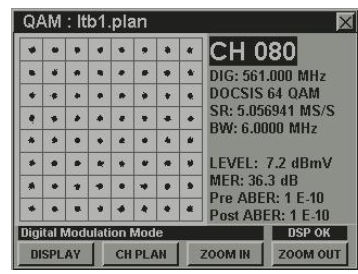 QAM : ltb1.plan
CH 080
DIG: 561.000 MHz
DOCSIS 64 QAM
SR: 5.056941 MS/S
BW: 6.0000 MHz
LEVEL: 7.2 dBmV
MER: 36.3 dB
Pre ABER: 1 E-10
Post ABER: 1 E-10
Digital Modulation Mode
DSP OK
DISPLAY
CH PLAN
ZOOM IN
ZOOM OUT